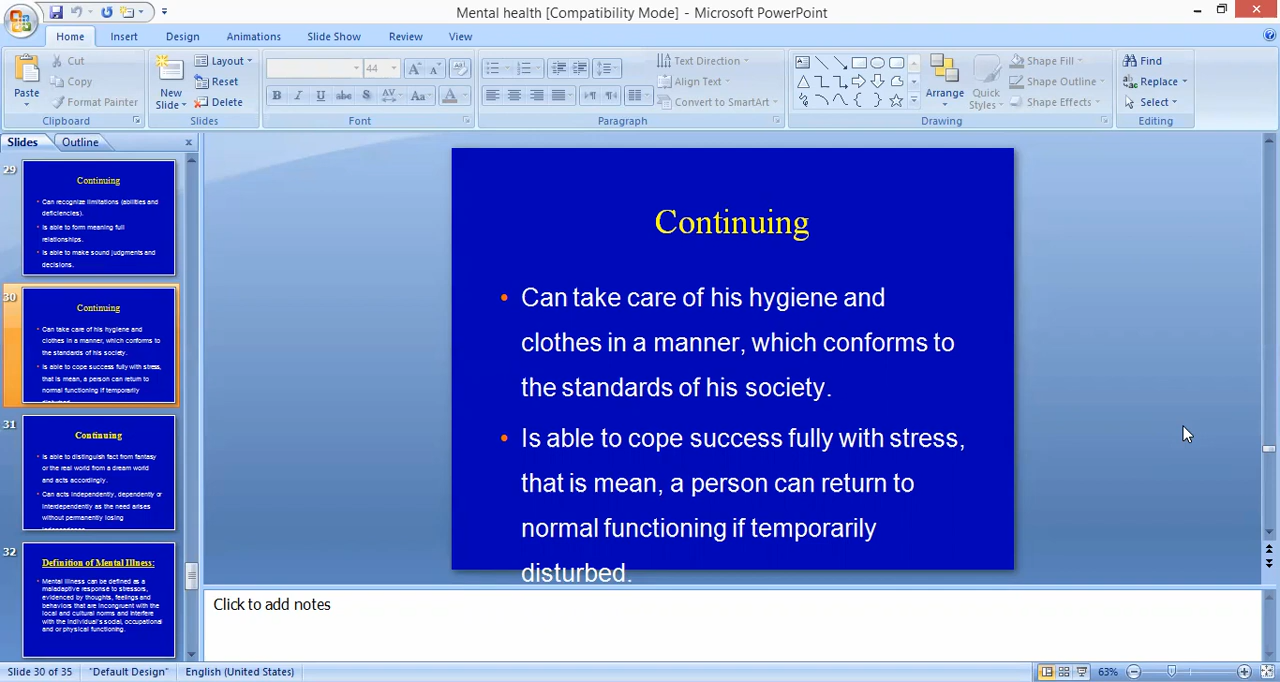 Mental health [Compatibility Mode] - Microsoft PowerPoint
Home Insert Design Animations Slide Show Review View
Paste
Cut
Copy
Format Painter
Clipboard
New
Slide
Layout
Reset
Delete
Slides
44
B I U abc S AV Aa A
Font
Text Direction
Align Text
Convert to SmartArt
Paragraph
Arrange
Quick
Styles
Shape Fill
Shape Outline
Shape Effects
Drawing
Find
Replace
Select
Editing
Slides Outline
29
Continuing
• Can recognize limitations (abilities and
deficiencies).
• Is able to form meaning full
relationships.
• Is able to make sound judgments and
decisions.
30
Continuing
• Can take care of his hygiene and
clothes in a manner, which conforms to
the standards of his society.
• Is able to cope success fully with stress,
that is mean, a person can return to
normal functioning if temporarily
disturbed.
31
Continuing
• Is able to distinguish fact from fantasy
or the real world from a dream world
and acts accordingly.
• Can acts independently, dependently or
interdependently as the need arises
without permanently losing
independence.
32
Definition of Mental Illness:
• Mental illness can be defined as a
maladaptive response to stressors,
evidenced by thoughts, feelings and
behaviors that are incongruent with the
local and cultural norms and interfere
with the individual's social, occupational
and or physical functioning.
Continuing
• Can take care of his hygiene and
clothes in a manner, which conforms to
the standards of his society.
• Is able to cope success fully with stress,
that is mean, a person can return to
normal functioning if temporarily
disturbed.
Click to add notes
Slide 30 of 35 "Default Design" English (United States) 63%